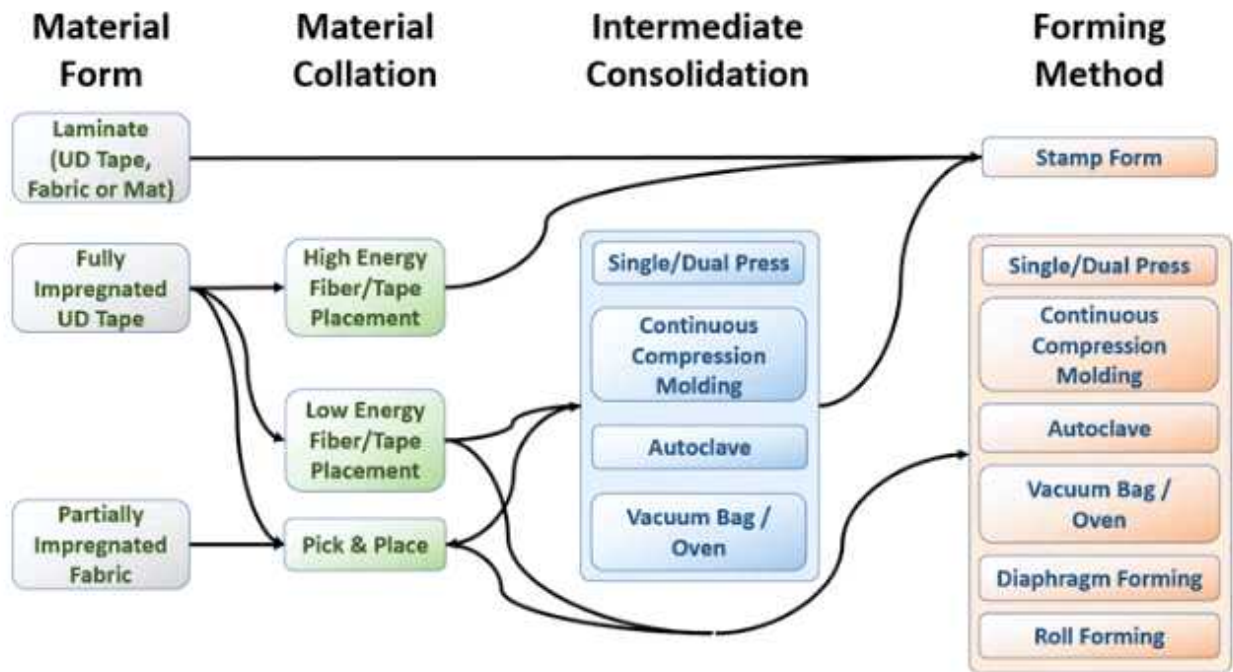 Material
Form
Material
Collation
Intermediate
Consolidation
Forming
Method
Laminate
(UD Tape,
Fabric or Mat)
Fully
Impregnated
UD Tape
Partially
Impregnated
Fabric
High Energy
Fiber/Tape
Placement
Low Energy
Fiber/Tape
Placement
Pick & Place
Single/Dual Press
Continuous
Compression
Molding
Autoclave
Vacuum Bag /
Oven
Stamp Form
Single/Dual Press
Continuous
Compression
Molding
Autoclave
Vacuum Bag /
Oven
Diaphragm Forming
Roll Forming